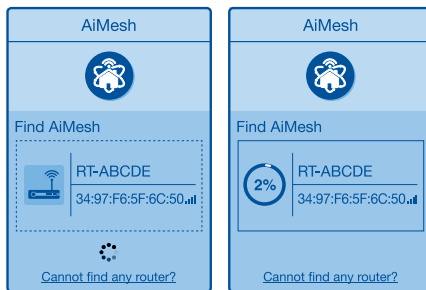 AiMesh
Find AiMesh
RT-ABCDE
34:97:F6:5F:6C:50
Cannot find any router?
AiMesh
Find AiMesh
2%
RT-ABCDE
34:97:F6:5F:6C:50
Cannot find any router?